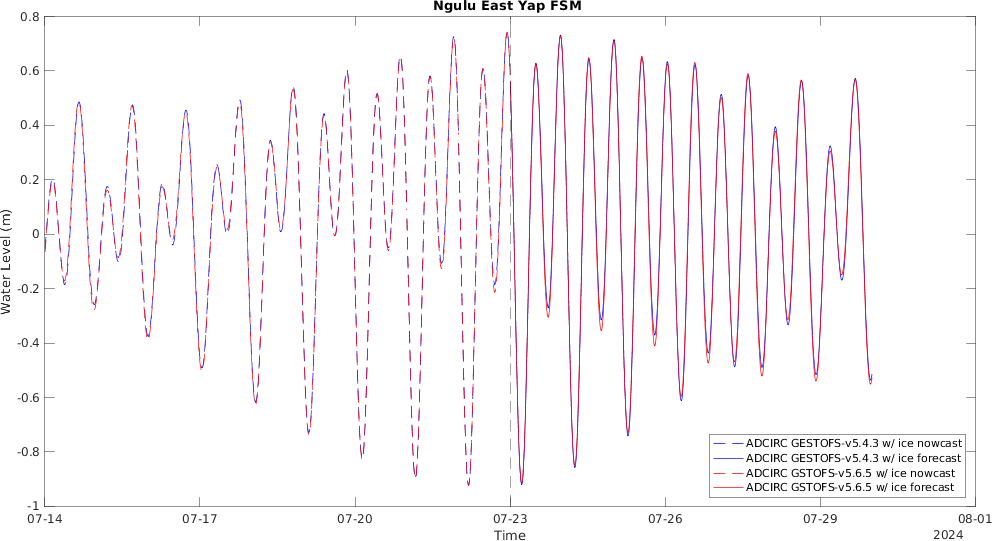 Ngulu East Yap FSM
0.8
0.6
0.4
0.2
0
-0.2
-0.4
-0.6
-0.8
-1
Water Level (m)
07-14 07-17 07-20 07-23 07-26 07-29 08-01
Time
2024
ADCIRC GESTOFS-v5.4.3 w/ ice nowcast
ADCIRC GESTOFS-v5.4.3 w/ ice forecast
ADCIRC GSTOFS-v5.6.5 w/ ice nowcast
ADCIRC GSTOFS-v5.6.5 w/ ice forecast